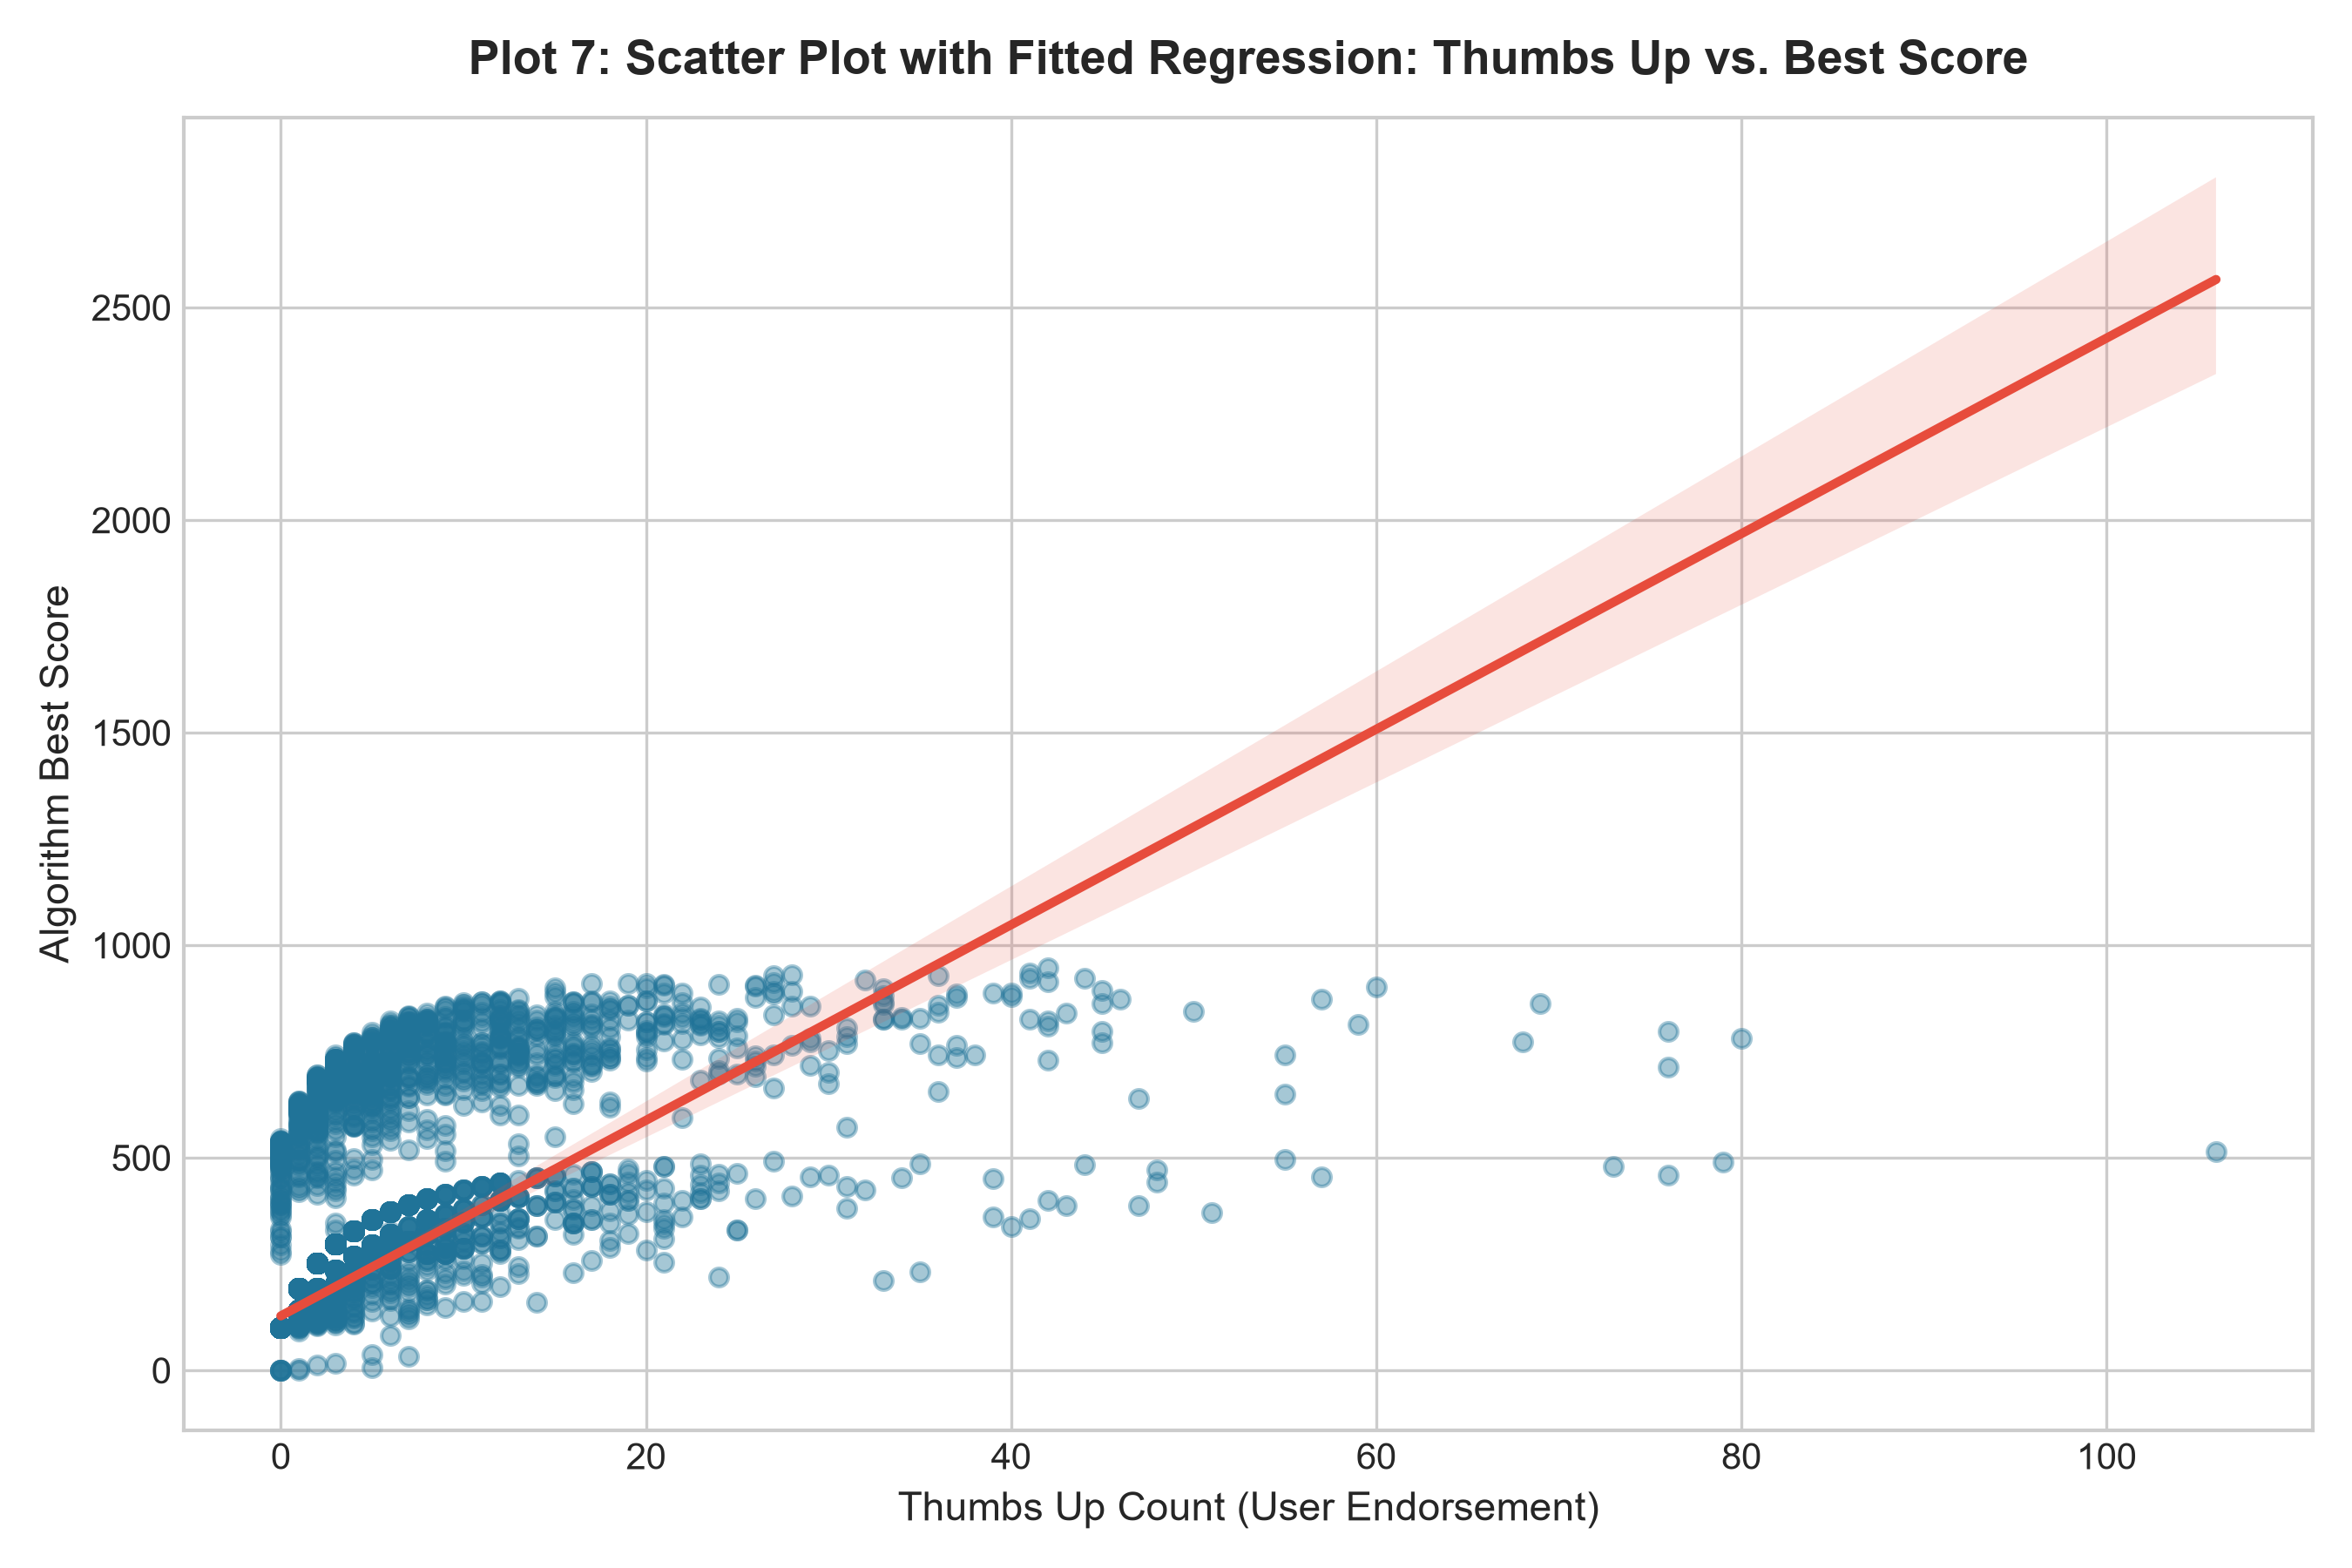 Plot 7: Scatter Plot with Fitted Regression: Thumbs Up vs. Best Score
Algorithm Best Score
2500
2000
1500
1000
500
0
0 20 40 60 80 100
Thumbs Up Count (User Endorsement)